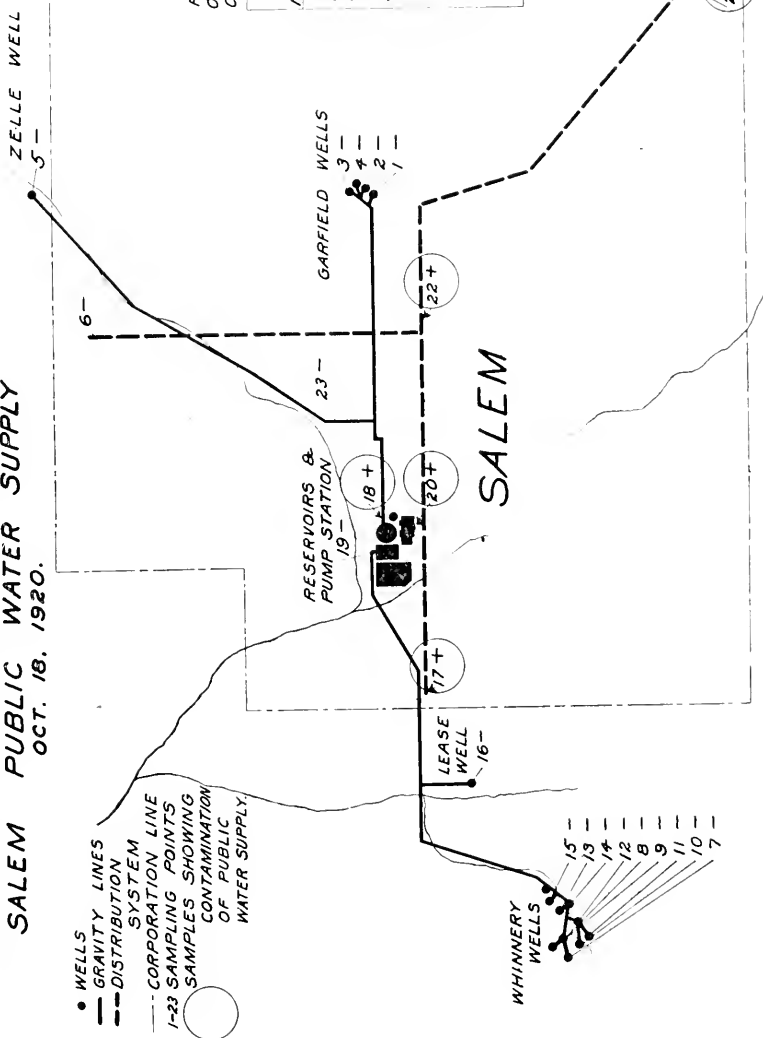 SALEM PUBLIC WATER SUPPLY
OCT. 18. 1920.
WELLS
GRAVITY LINES
DISTRIBUTION
SYSTEM
CORPORATION LINE
1-23 SAMPLING POINTS
SAMPLES SHOWING
CONTAMINATION
OF PUBLIC
WATER SUPPLY.
ZELLE WELL
5 -
6 -
GARFIELD WELLS
3 -
4 -
2 -
1 -
23 -
RESERVOIRS &
PUMP STATION
19 -
18 +
22 +
20 +
17 +
SALEM
LEASE
WELL
16 -
WHINNERY
WELLS
15 -
13 -
14 -
12 -
8 -
9 -
11 -
10 -
7 -